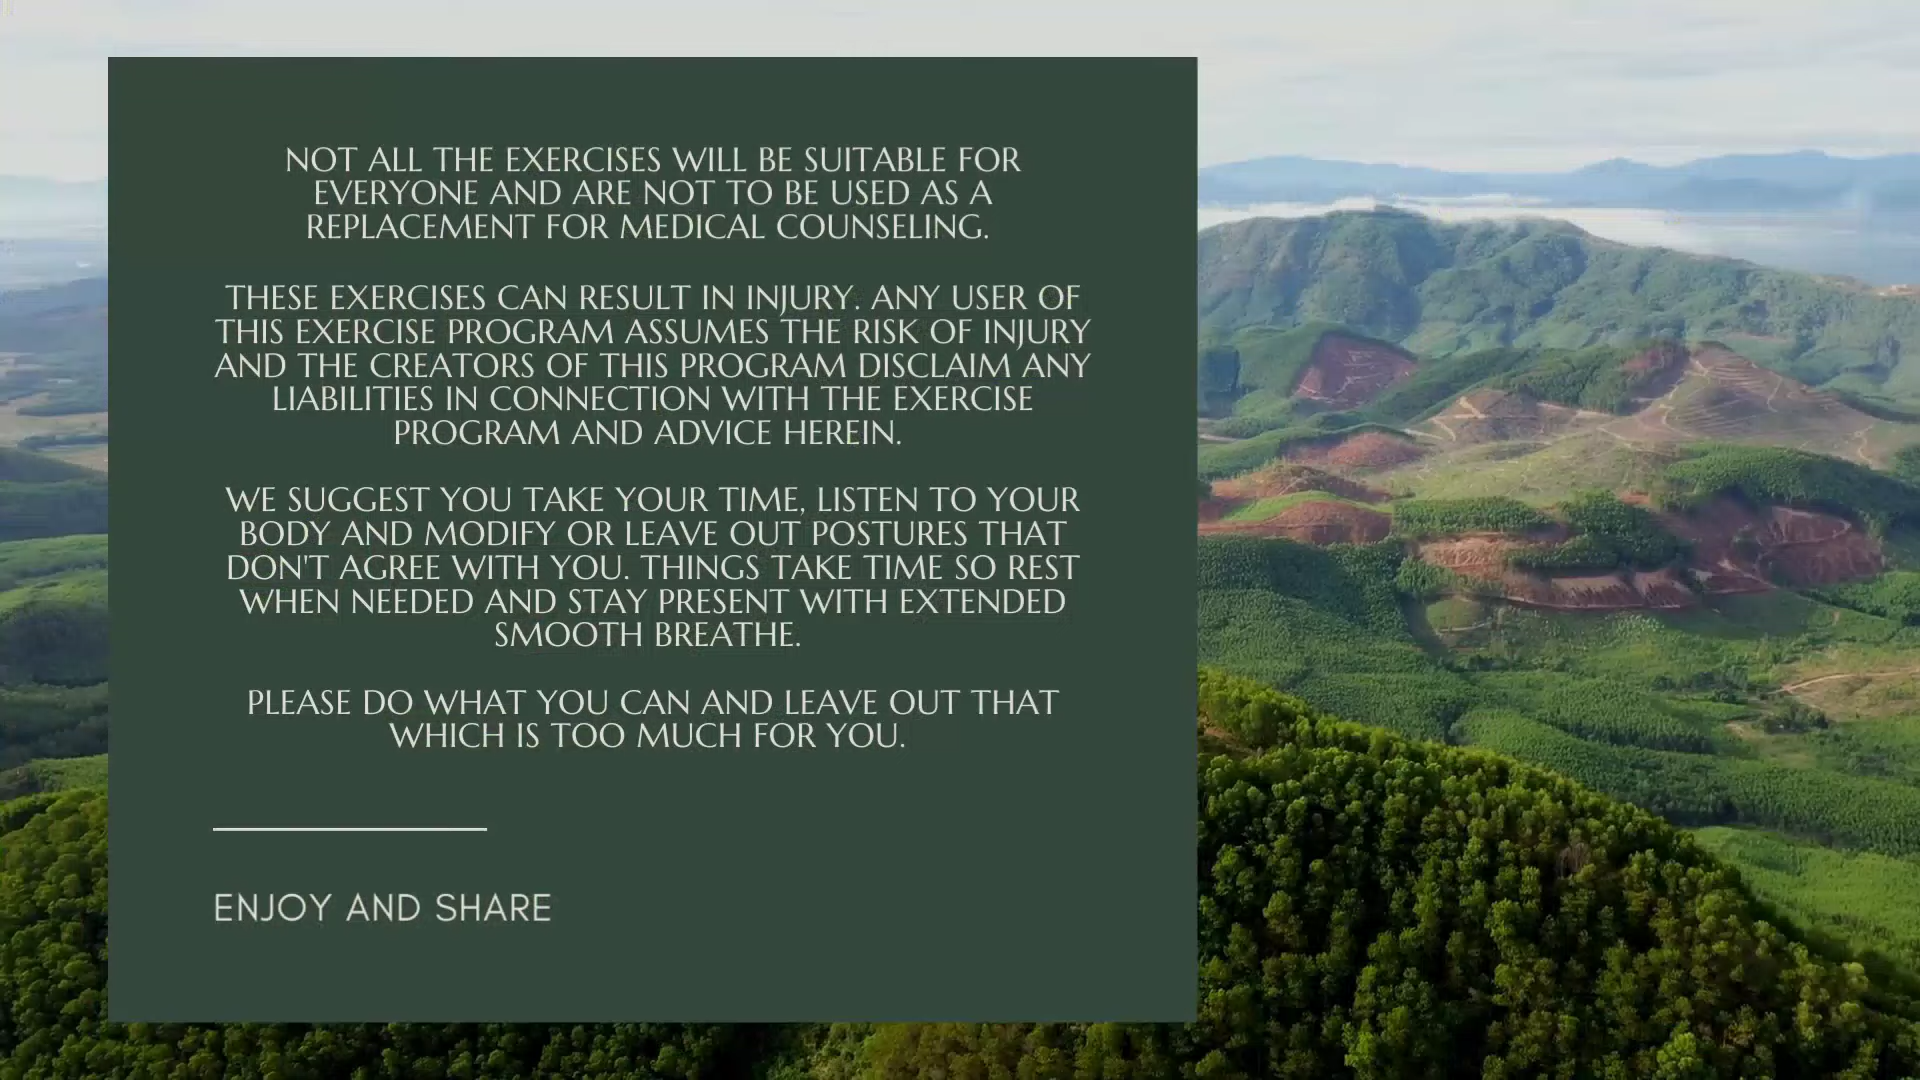 NOT ALL THE EXERCISES WILL BE SUITABLE FOR
EVERYONE AND ARE NOT TO BE USED AS A
REPLACEMENT FOR MEDICAL COUNSELING.
THESE EXERCISES CAN RESULT IN INJURY. ANY USER OF
THIS EXERCISE PROGRAM ASSUMES THE RISK OF INJURY
AND THE CREATORS OF THIS PROGRAM DISCLAIM ANY
LIABILITIES IN CONNECTION WITH THE EXERCISE
PROGRAM AND ADVICE HEREIN.
WE SUGGEST YOU TAKE YOUR TIME, LISTEN TO YOUR
BODY AND MODIFY OR LEAVE OUT POSTURES THAT
DON'T AGREE WITH YOU. THINGS TAKE TIME SO REST
WHEN NEEDED AND STAY PRESENT WITH EXTENDED
SMOOTH BREATHE.
PLEASE DO WHAT YOU CAN AND LEAVE OUT THAT
WHICH IS TOO MUCH FOR YOU.
ENJOY AND SHARE